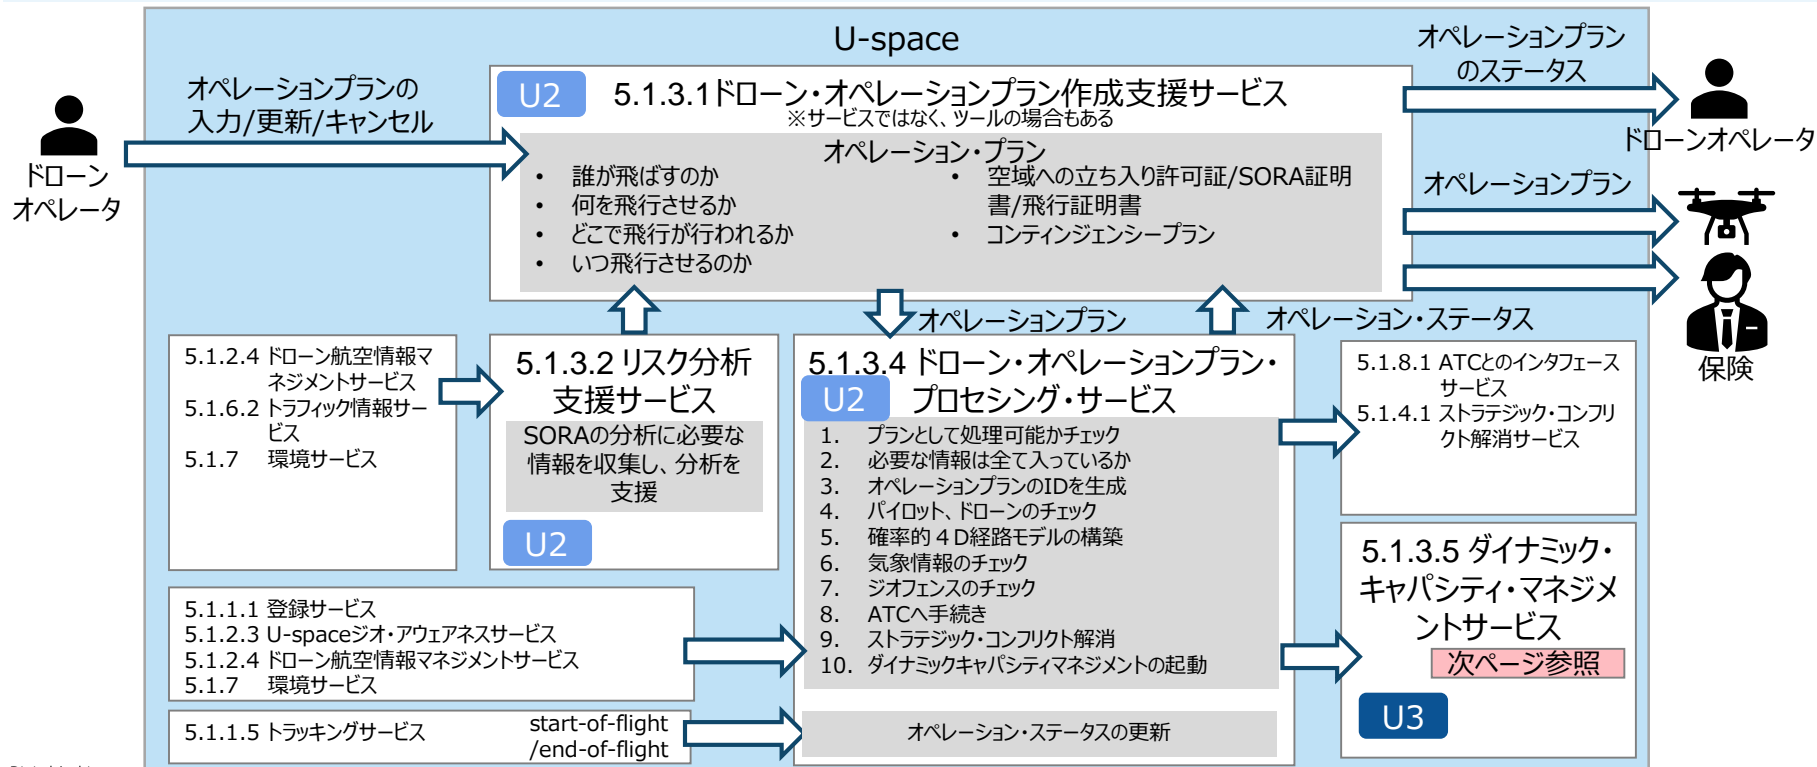 U-space
オペレーションプランの
入力/更新/キャンセル
ドローン
オペレータ
U2
5.1.3.1ドローン・オペレーションプラン作成支援サービス
※サービスではなく、ツールの場合もある
オペレーション・プラン
• 誰が飛ばすのか
• 何を飛行させるか
• どこで飛行が行われるか
• いつ飛行させるのか
• 空域への立ち入り許可証/SORA証明
書/飛行証明書
• コンティンジェンシープラン
オペレーションプラン
のステータス
ドローンオペレータ
オペレーションプラン
保険
オペレーションプラン
オペレーション・ステータス
5.1.2.4 ドローン航空情報マ
ネジメントサービス
5.1.6.2 トラフィック情報サー
ビス
5.1.7 環境サービス
5.1.3.2 リスク分析
支援サービス
SORAの分析に必要な
情報を収集し、分析を
支援
U2
5.1.3.4 ドローン・オペレーションプラン・
U2
プロセシング・サービス
1. プランとして処理可能かチェック
2. 必要な情報は全て入っているか
3. オペレーションプランのIDを生成
4. パイロット、ドローンのチェック
5. 確率的４D経路モデルの構築
6. 気象情報のチェック
7. ジオフェンスのチェック
8. ATCへ手続き
9. ストラテジック・コンフリクト解消
10. ダイナミックキャパシティマネジメントの起動
オペレーション・ステータスの更新
5.1.8.1 ATCとのインタフェース
サービス
5.1.4.1 ストラテジック・コンフリ
クト解消サービス
5.1.3.5 ダイナミック・
キャパシティ・マネジメ
ントサービス
次ページ参照
U3
5.1.1.1 登録サービス
5.1.2.3 U-spaceジオ・アウェアネスサービス
5.1.2.4 ドローン航空情報マネジメントサービス
5.1.7 環境サービス
5.1.1.5 トラッキングサービス
start-of-flight
/end-of-flight